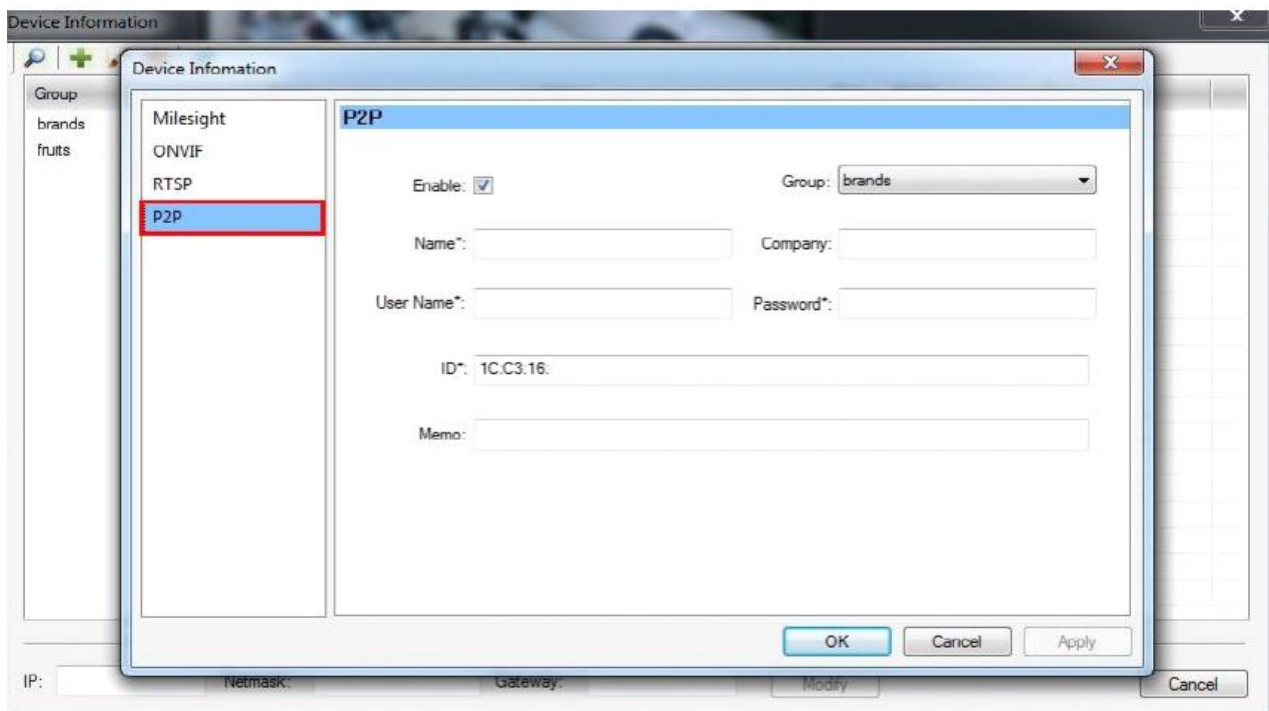 Device Information
Device Infomation
Group
brands
fruits
Milesight
ONVIF
RTSP
P2P
P2P
Enable:
Group: brands
Name*:
Company:
User Name*:
Password*:
ID*: 1C:C3:16:
Memo:
OK Cancel Apply
IP: Netmask: Gateway: Modify Cancel